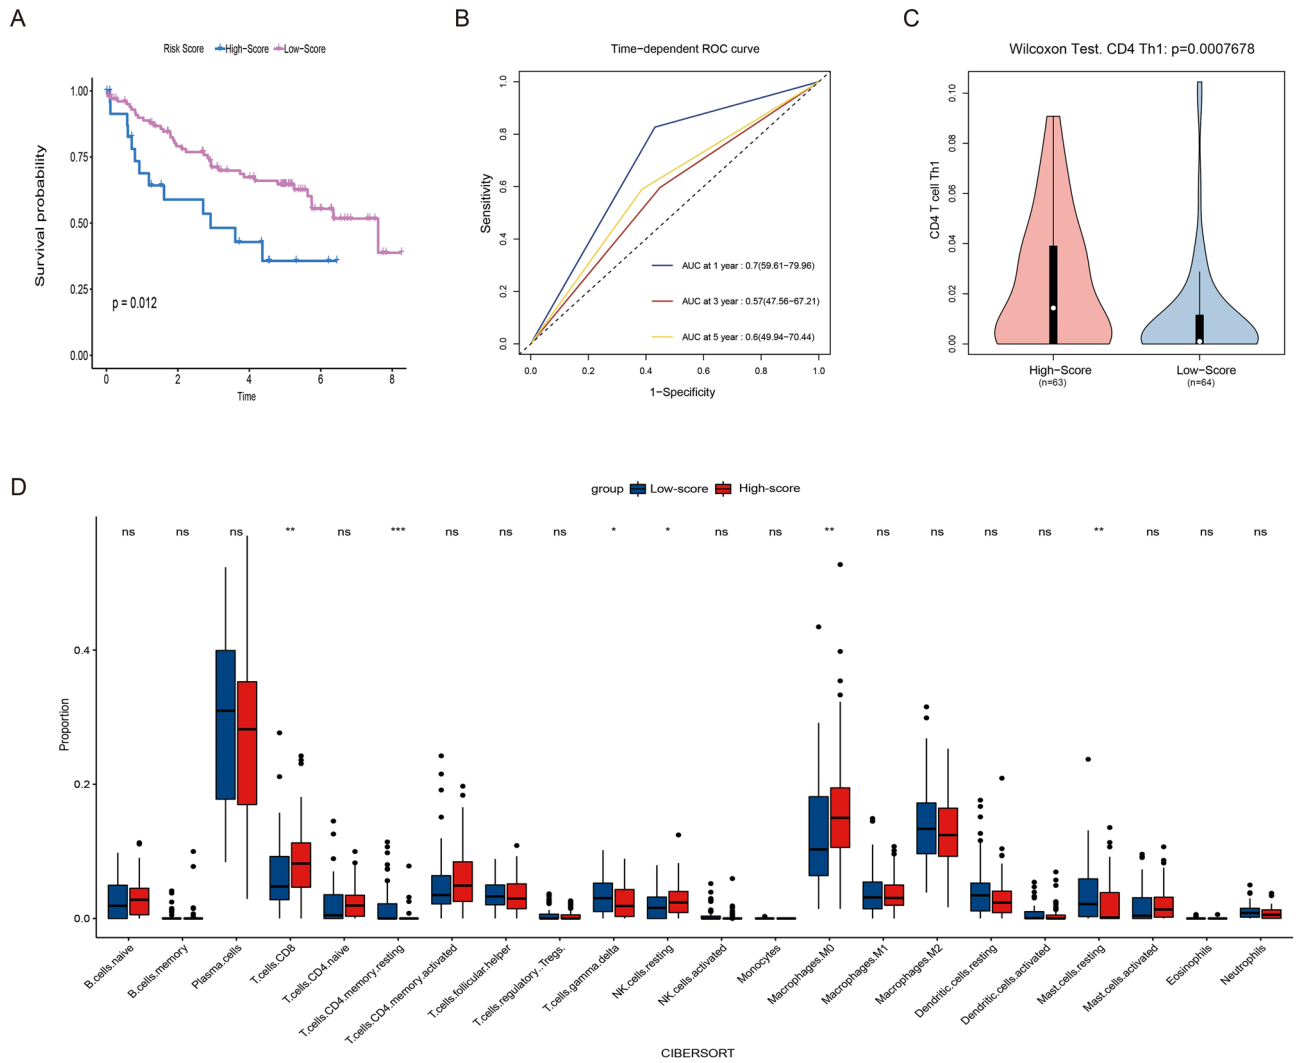 A
Risk Score High-Score Low-Score
Survival probability
1.00
0.75
0.50
0.25
0.00
p = 0.012
0 2 4 6 8
Time
B
Time-dependent ROC curve
Sensitivity
1.0
0.8
0.6
0.4
0.2
0.0
AUC at 1 year : 0.7(59.61-79.96)
AUC at 3 year : 0.57(47.56-67.21)
AUC at 5 year : 0.6(49.94-70.44)
0.0 0.2 0.4 0.6 0.8 1.0
1-Specificity
C
Wilcoxon Test. CD4 Th1: p=0.0007678
CD4 T cell Th1
0.10
0.08
0.06
0.04
0.02
0.00
High-Score Low-Score
(n=63) (n=64)
D
group Low-score High-score
ns ns ns ** ns *** ns ns ns * * ns ns ** ns ns ns ns ** ns ns ns
Proportion
0.4
0.2
0.0
B.cells.naive
B.cells.memory
Plasma.cells
T.cells.CD8
T.cells.CD4.naive
T.cells.CD4.memory.resting
T.cells.CD4.memory.activated
T.cells.follicular.helper
T.cells.regulatory..Tregs.
T.cells.gamma.delta
NK.cells.resting
NK.cells.activated
Monocytes
Macrophages.M0
Macrophages.M1
Macrophages.M2
Dendritic.cells.resting
Dendritic.cells.activated
Mast.cells.resting
Mast.cells.activated
Eosinophils
Neutrophils
CIBERSORT